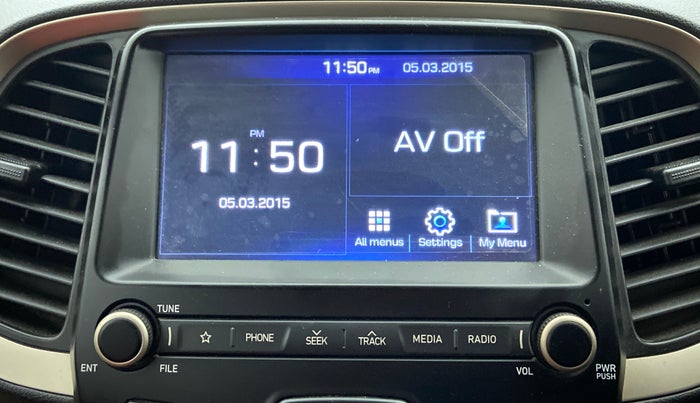 11:50 PM 05.03.2015
PM
11:50
05.03.2015
AV Off
All menus Settings My Menu
TUNE
PHONE SEEK TRACK MEDIA RADIO
ENT FILE VOL PWR
PUSH